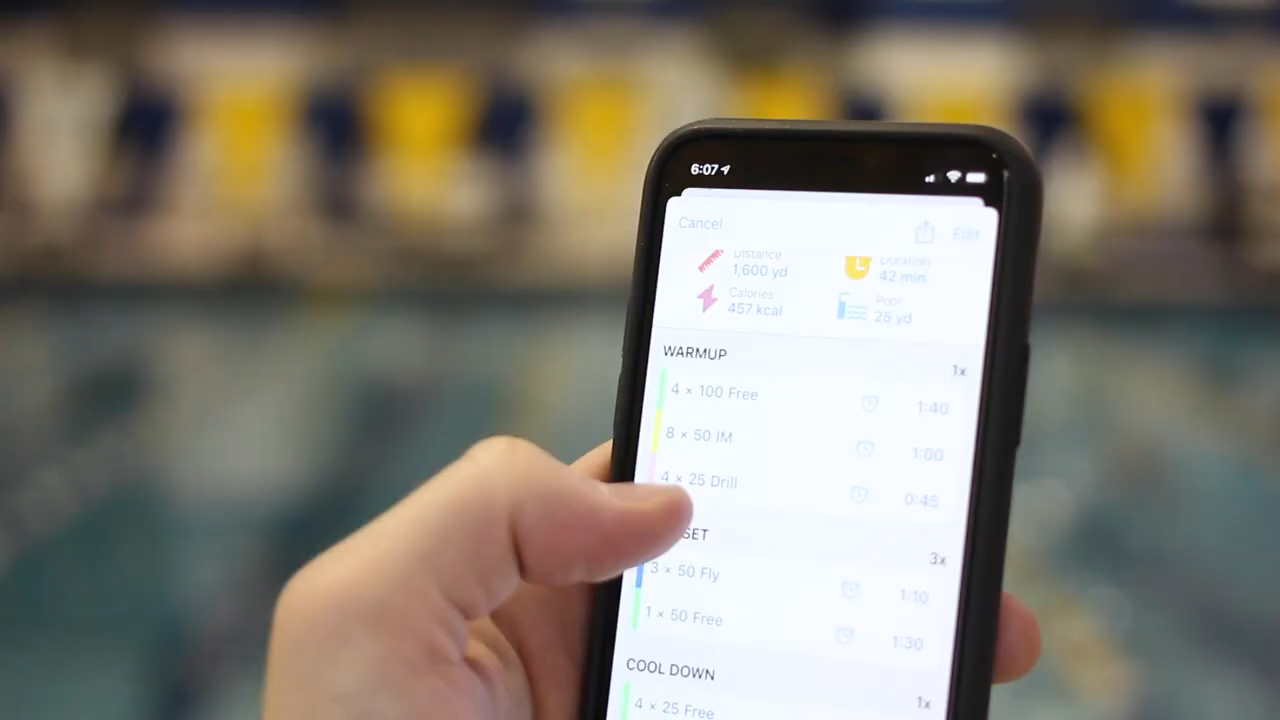 6:07
Cancel
Edit
Distance
1,600 yd
Duration
42 min
Calories
457 kcal
Pool
25 yd
WARMUP
1x
4 × 100 Free
1:40
8 × 50 IM
1:00
4 × 25 Drill
0:45
SET
3x
3 × 50 Fly
1:10
1 × 50 Free
1:30
COOL DOWN
1x
4 × 25 Free